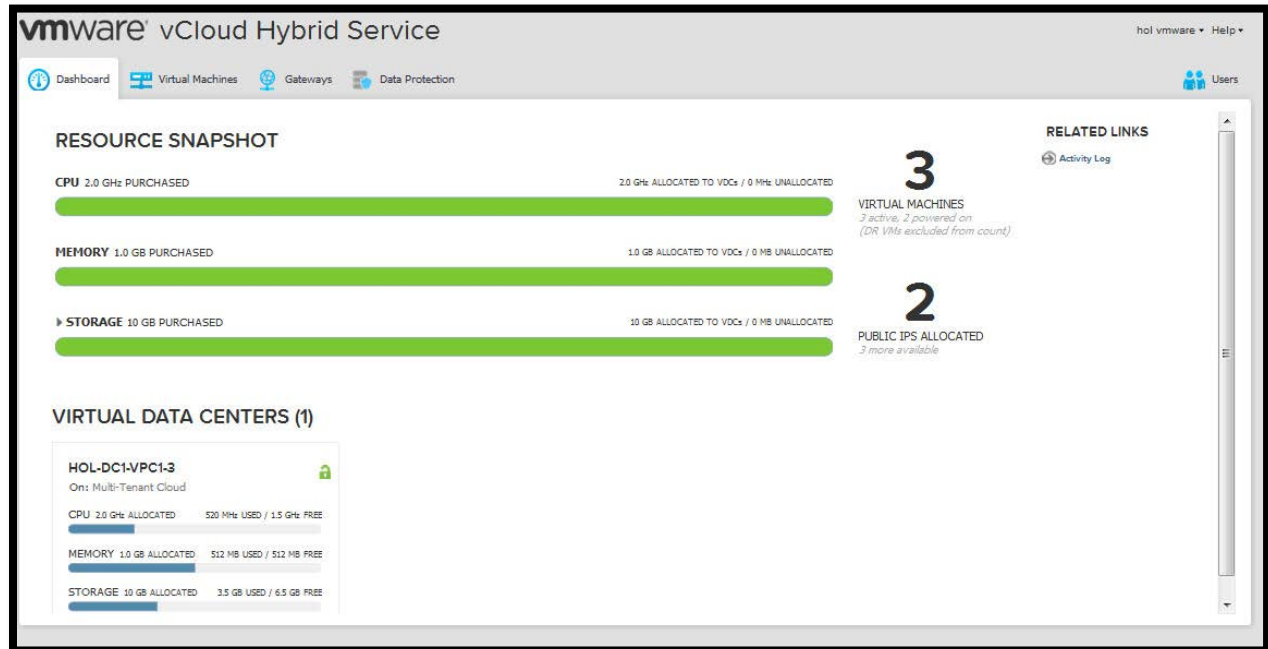 vmware vCloud Hybrid Service
hol vmware Help
Dashboard Virtual Machines Gateways Data Protection Users
RESOURCE SNAPSHOT
CPU 2.0 GHz PURCHASED 2.0 GHz ALLOCATED TO VDCs / 0 MHz UNALLOCATED
MEMORY 1.0 GB PURCHASED 1.0 GB ALLOCATED TO VDCs / 0 MB UNALLOCATED
STORAGE 10 GB PURCHASED 10 GB ALLOCATED TO VDCs / 0 MB UNALLOCATED
3
VIRTUAL MACHINES
3 active, 2 powered on
(DR VMs excluded from count)
2
PUBLIC IPS ALLOCATED
3 more available
RELATED LINKS
Activity Log
VIRTUAL DATA CENTERS (1)
HOL-DC1-VPC1-3
On: Multi-Tenant Cloud
CPU 2.0 GHz ALLOCATED 520 MHz USED / 1.5 GHz FREE
MEMORY 1.0 GB ALLOCATED 512 MB USED / 512 MB FREE
STORAGE 10 GB ALLOCATED 3.5 GB USED / 6.5 GB FREE